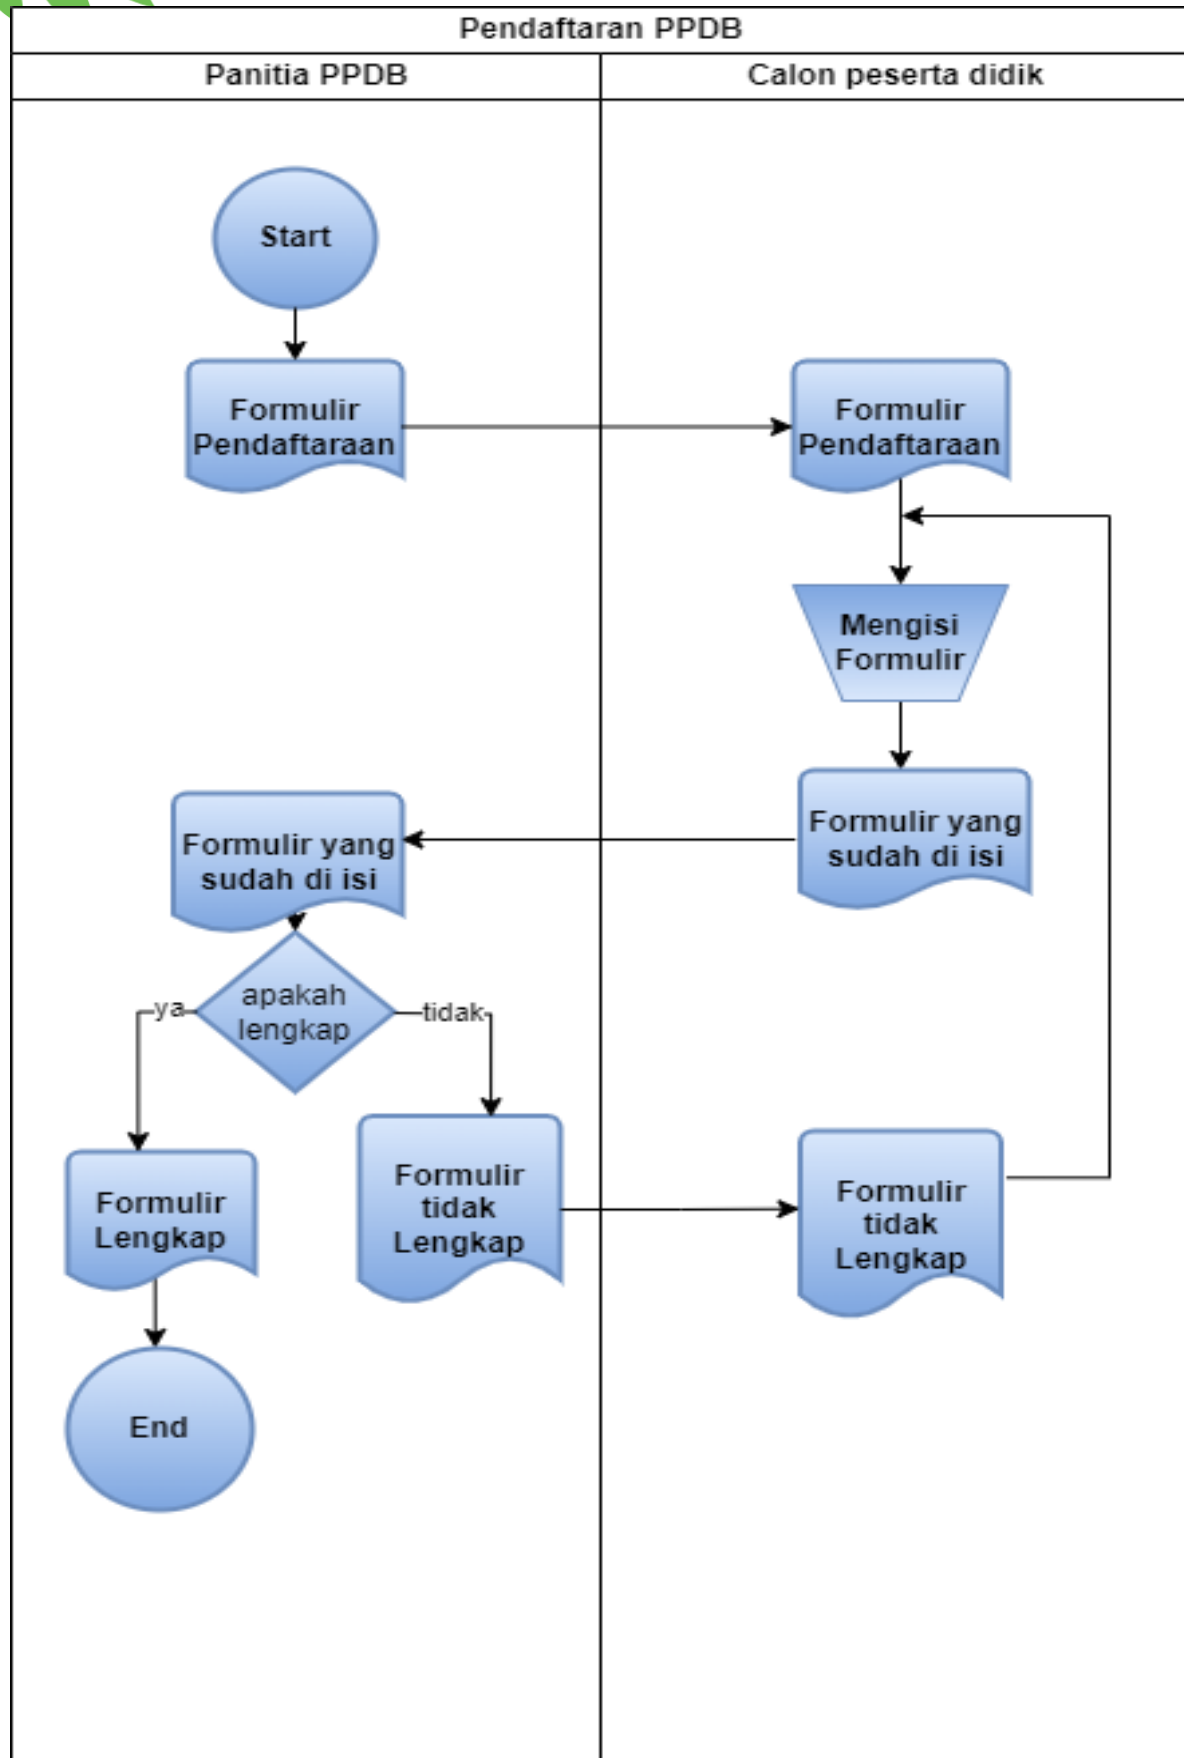 Pendaftaran PPDB
Panitia PPDB
Calon peserta didik
Start
Formulir
Pendaftaraan
Formulir
Pendaftaraan
Mengisi
Formulir
Formulir yang
sudah di isi
Formulir yang
sudah di isi
apakah
lengkap
ya
tidak
Formulir
Lengkap
Formulir
tidak
Lengkap
Formulir
tidak
Lengkap
End